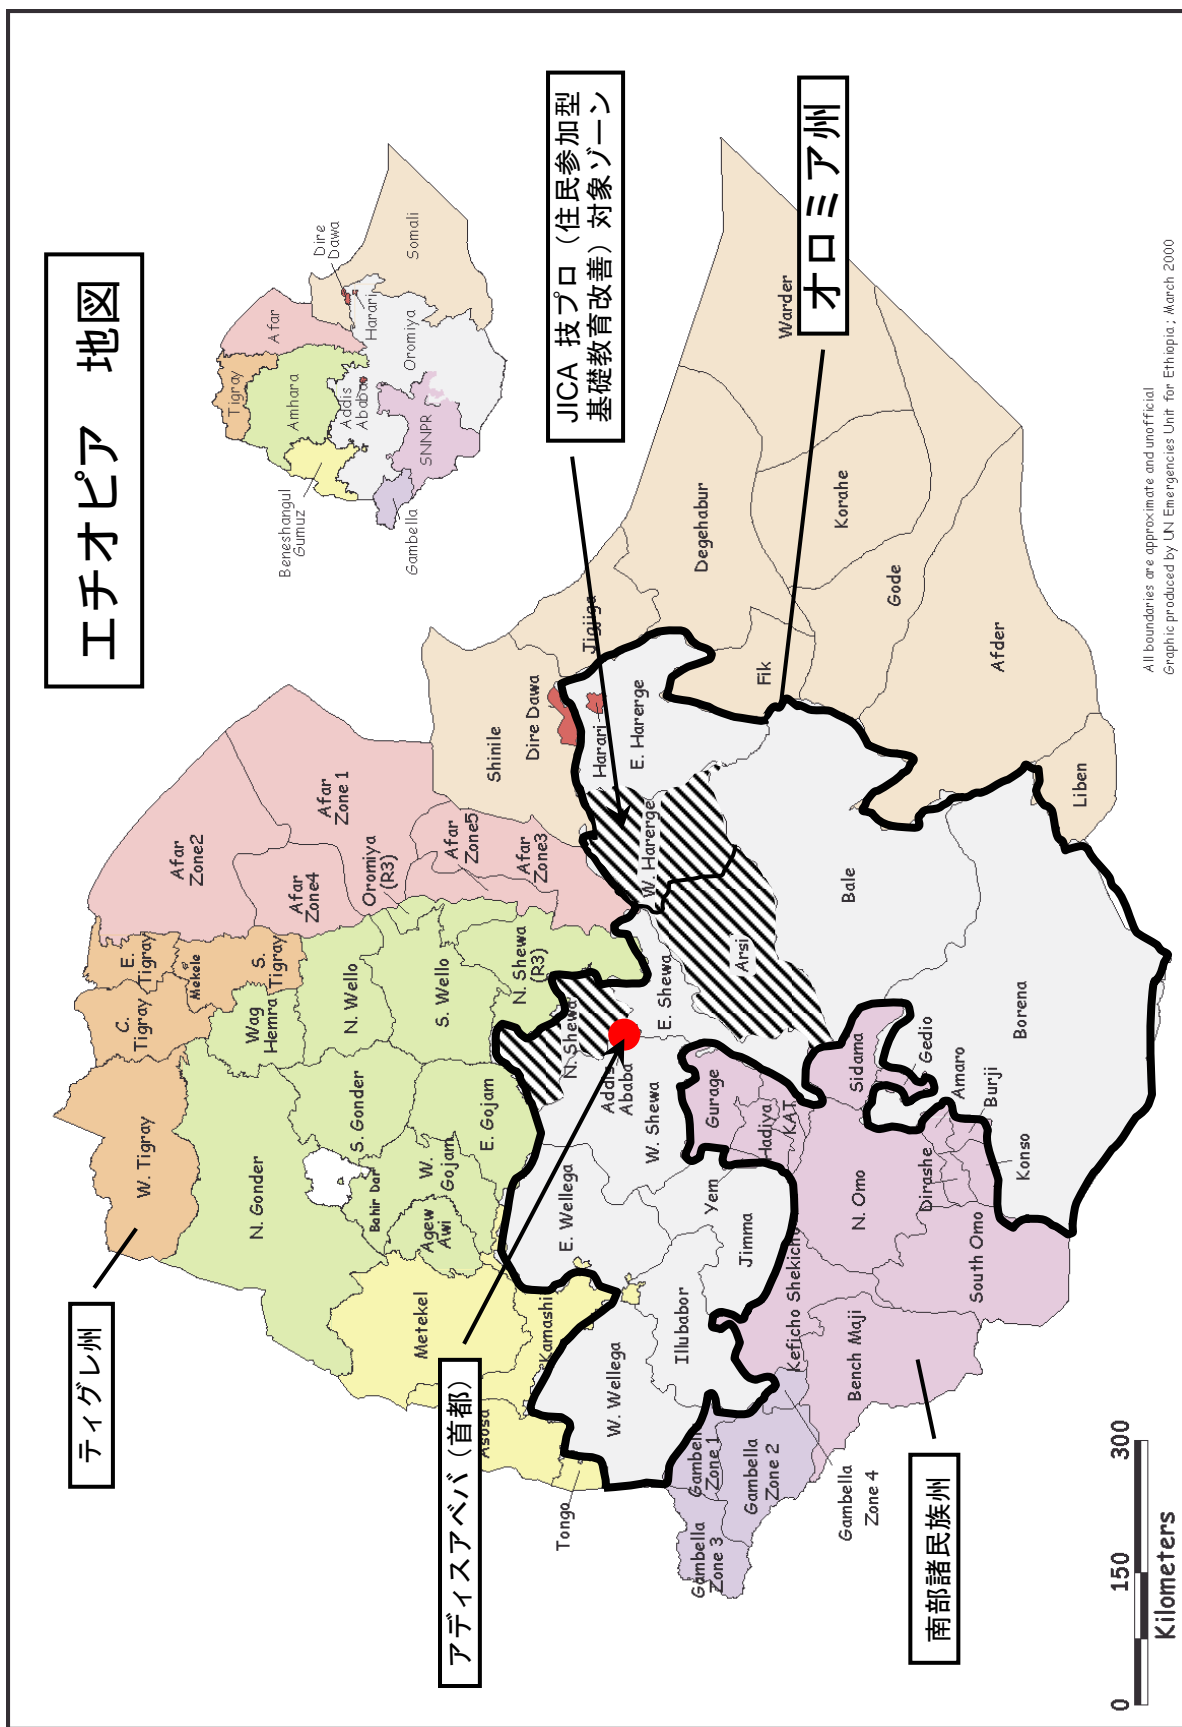 エチオピア 地図
JICA 技プロ（住民参加型
基礎教育改善）対象ゾーン
オロミア州
ティグレ州
アディスアベバ（首都）
南部諸民族州
Tigray
Afar
Amhara
Beneshangul
Gumuz
Addis
Ababa
Dire
Dawa
Harari
Somali
Oromiya
SNNPR
Gambella
W. Tigray
C.
Tigray
E.
Tigray
Mekele
S.
Tigray
Afar
Zone2
Afar
Zone 1
Afar
Zone4
Oromiya
(R3)
Afar
Zone5
Afar
Zone3
N. Gonder
Wag
Hemra
N. Wello
S. Gonder
Bahir Dar
S. Wello
W.
Gojam
E. Gojam
Agew
Awi
N. Shewa
(R3)
Metekel
Kamashi
Asosa
Tongo
Shinile
Dire Dawa
Jigjiga
Harari
E. Harerge
W. Harerge
Degehabur
Warder
Fik
Korahe
Gode
Afder
Liben
N. Shewa
Addis
Ababa
E. Shewa
W. Shewa
E. Wellega
W. Wellega
Illubabor
Jimma
Arsi
Bale
Borena
Gurage
Hadiya
KAT
Yem
Sidama
Gedio
Amaro
Burji
Konso
Dirashe
N. Omo
South Omo
Keficho Shekicho
Bench Maji
Gambella
Zone 1
Gambella
Zone 2
Gambella
Zone 3
Gambella
Zone 4
0 150 300
Kilometers
All boundaries are approximate and unofficial
Graphic produced by UN Emergencies Unit for Ethiopia; March 2000